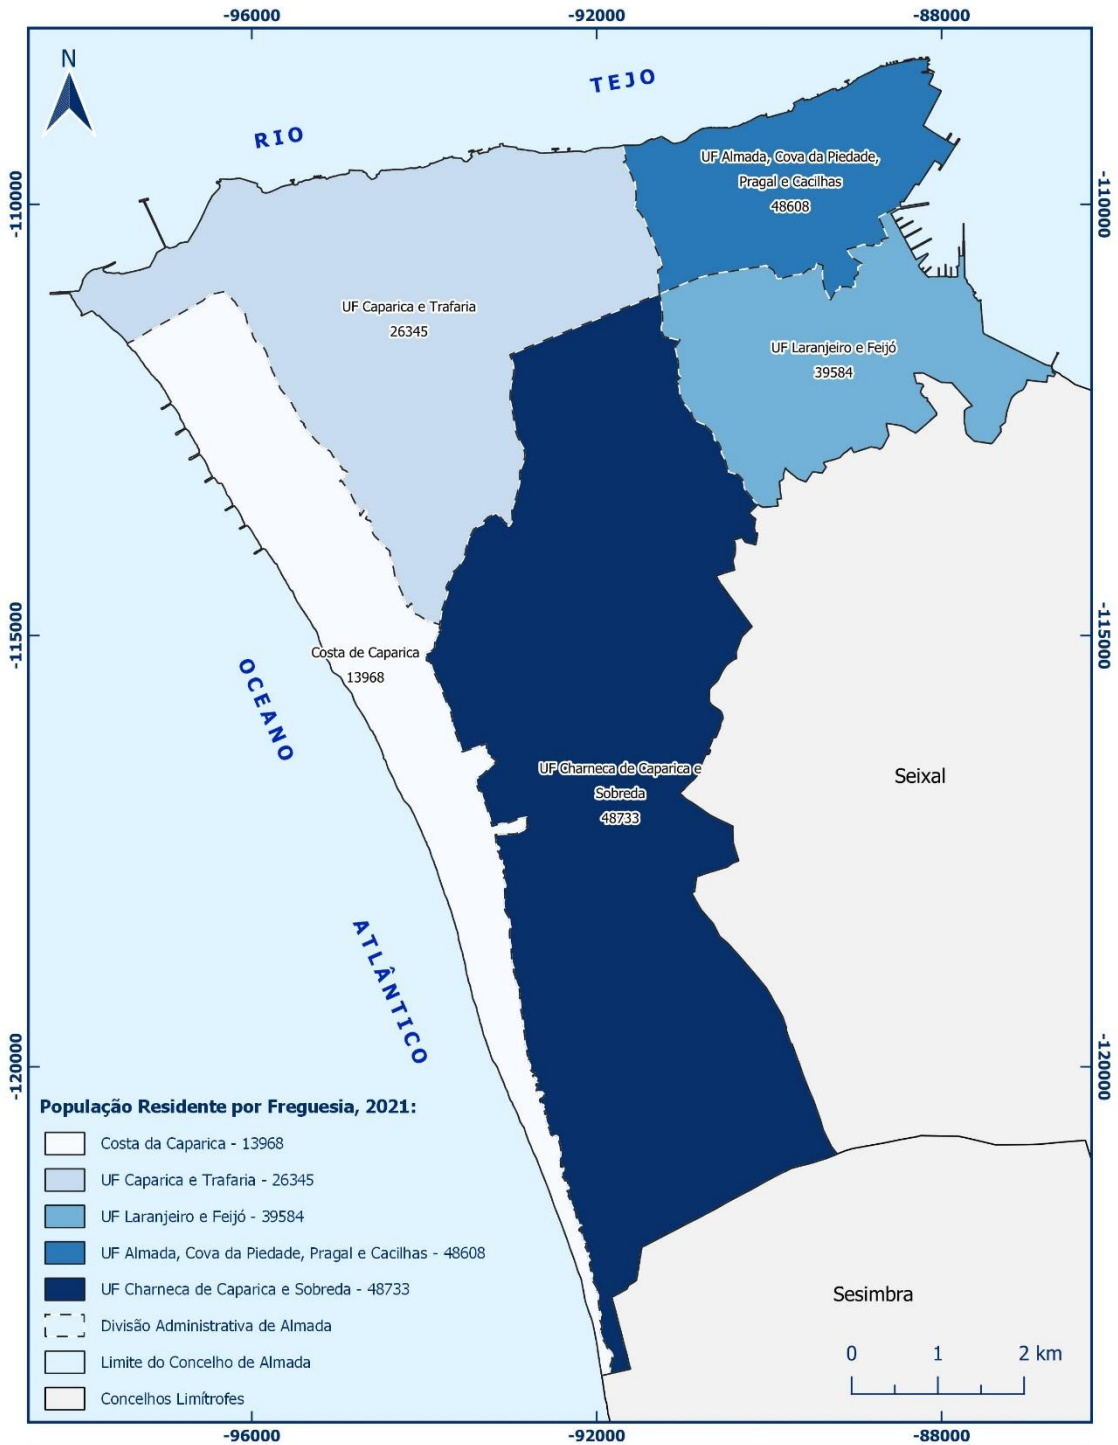 -96000
-92000
-88000
N
TEJO
RIO
UF Almada, Cova da Piedade,
Pragal e Cacilhas
48608
-110000
-110000
UF Caparica e Trafaria
26345
UF Laranjeiro e Feijó
39584
-115000
-115000
Costa de Caparica
13968
OCEANO
UF Charneca de Caparica e
Sobreda
48733
Seixal
ATLÂNTICO
-120000
-120000
População Residente por Freguesia, 2021:
Costa da Caparica - 13968
UF Caparica e Trafaria - 26345
UF Laranjeiro e Feijó - 39584
UF Almada, Cova da Piedade, Pragal e Cacilhas - 48608
UF Charneca de Caparica e Sobreda - 48733
Divisão Administrativa de Almada
Limite do Concelho de Almada
Concelhos Limítrofes
Sesimbra
0 1 2 km
-96000
-92000
-88000